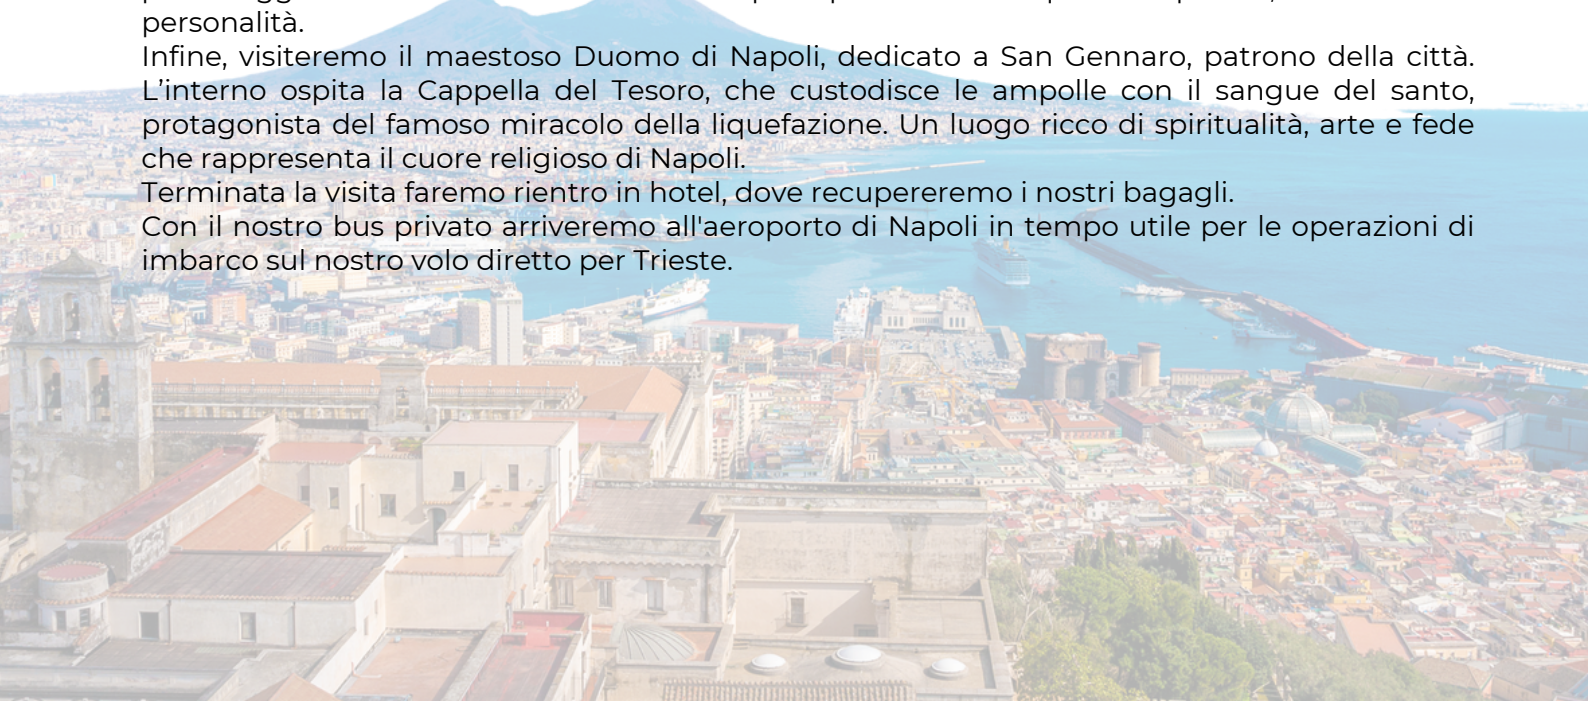 personalità.
Infine, visiteremo il maestoso Duomo di Napoli, dedicato a San Gennaro, patrono della città.
L’interno ospita la Cappella del Tesoro, che custodisce le ampolle con il sangue del santo,
protagonista del famoso miracolo della liquefazione. Un luogo ricco di spiritualità, arte e fede
che rappresenta il cuore religioso di Napoli.
Terminata la visita faremo rientro in hotel, dove recupereremo i nostri bagagli.
Con il nostro bus privato arriveremo all'aeroporto di Napoli in tempo utile per le operazioni di
imbarco sul nostro volo diretto per Trieste.